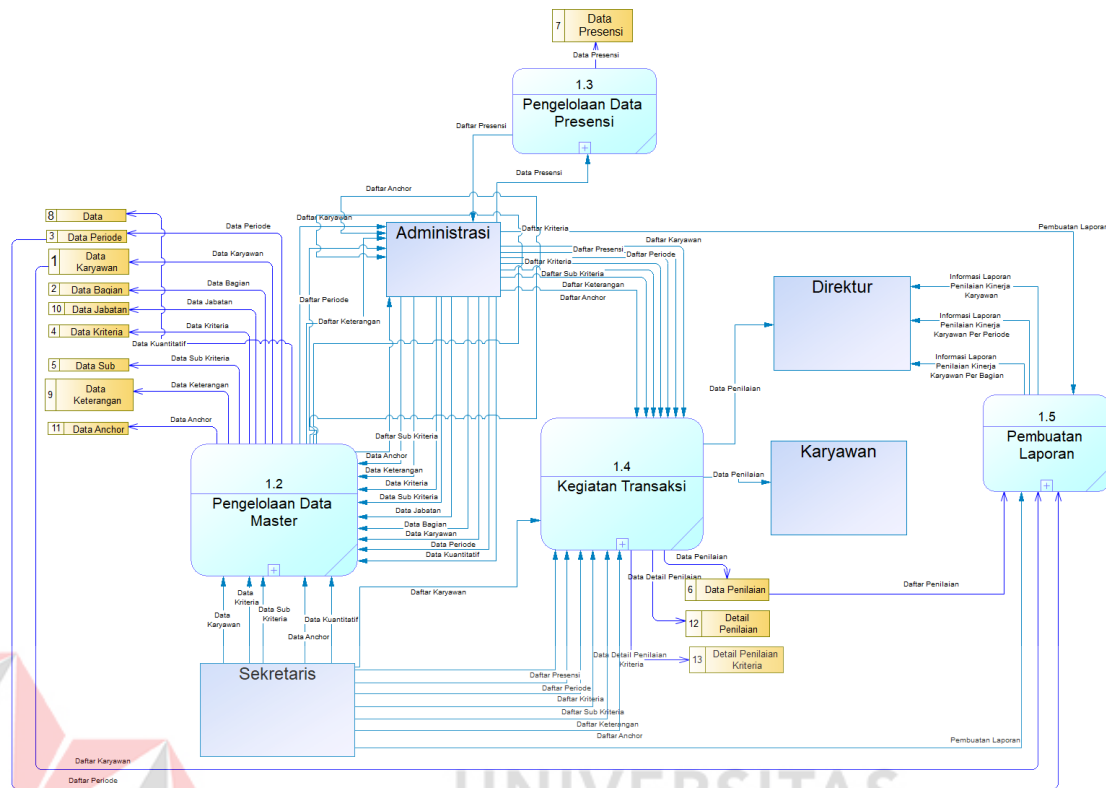 7 Data
Presensi
Data Presensi
1.3
Pengelolaan Data
Presensi
Daftar Presensi
Data Presensi
Daftar Anchor
8 Data
3 Data Periode
1 Data
Karyawan
2 Data Bagian
10 Data Jabatan
4 Data Kriteria
5 Data Sub
9 Data
Keterangan
11 Data Anchor
Data Periode
Data Karyawan
Data Bagian
Data Jabatan
Data Kriteria
Data Kuantitatif
Data Sub Kriteria
Data Keterangan
Data Anchor
Daftar Karyawan
Daftar Periode
Daftar Keterangan
Administrasi
Daftar Kriteria
Daftar Karyawan
Daftar Presensi
Daftar Periode
Daftar Kriteria
Daftar Sub Kriteria
Daftar Keterangan
Daftar Anchor
Pembuatan Laporan
Direktur
Informasi Laporan
Penilaian Kinerja
Karyawan
Informasi Laporan
Penilaian Kinerja
Karyawan Per Periode
Informasi Laporan
Penilaian Kinerja
Karyawan Per Bagian
Data Penilaian
1.2
Pengelolaan Data
Master
Daftar Sub Kriteria
Data Anchor
Data Keterangan
Data Kriteria
Data Sub Kriteria
Data Jabatan
Data Bagian
Data Karyawan
Data Periode
Data Kuantitatif
1.4
Kegiatan Transaksi
Data Penilaian
Karyawan
1.5
Pembuatan
Laporan
Data Penilaian
Data Detail Penilaian
6 Data Penilaian
Daftar Penilaian
12 Detail
Penilaian
Data Detail Penilaian
Kriteria
13 Detail Penilaian
Kriteria
Data
Karyawan
Data
Kriteria
Data Sub
Kriteria
Data Anchor
Data Kuantitatif
Daftar Karyawan
Sekretaris
Daftar Presensi
Daftar Periode
Daftar Kriteria
Daftar Sub Kriteria
Daftar Keterangan
Daftar Anchor
Pembuatan Laporan
Daftar Karyawan
Daftar Periode
UNIVERSITAS